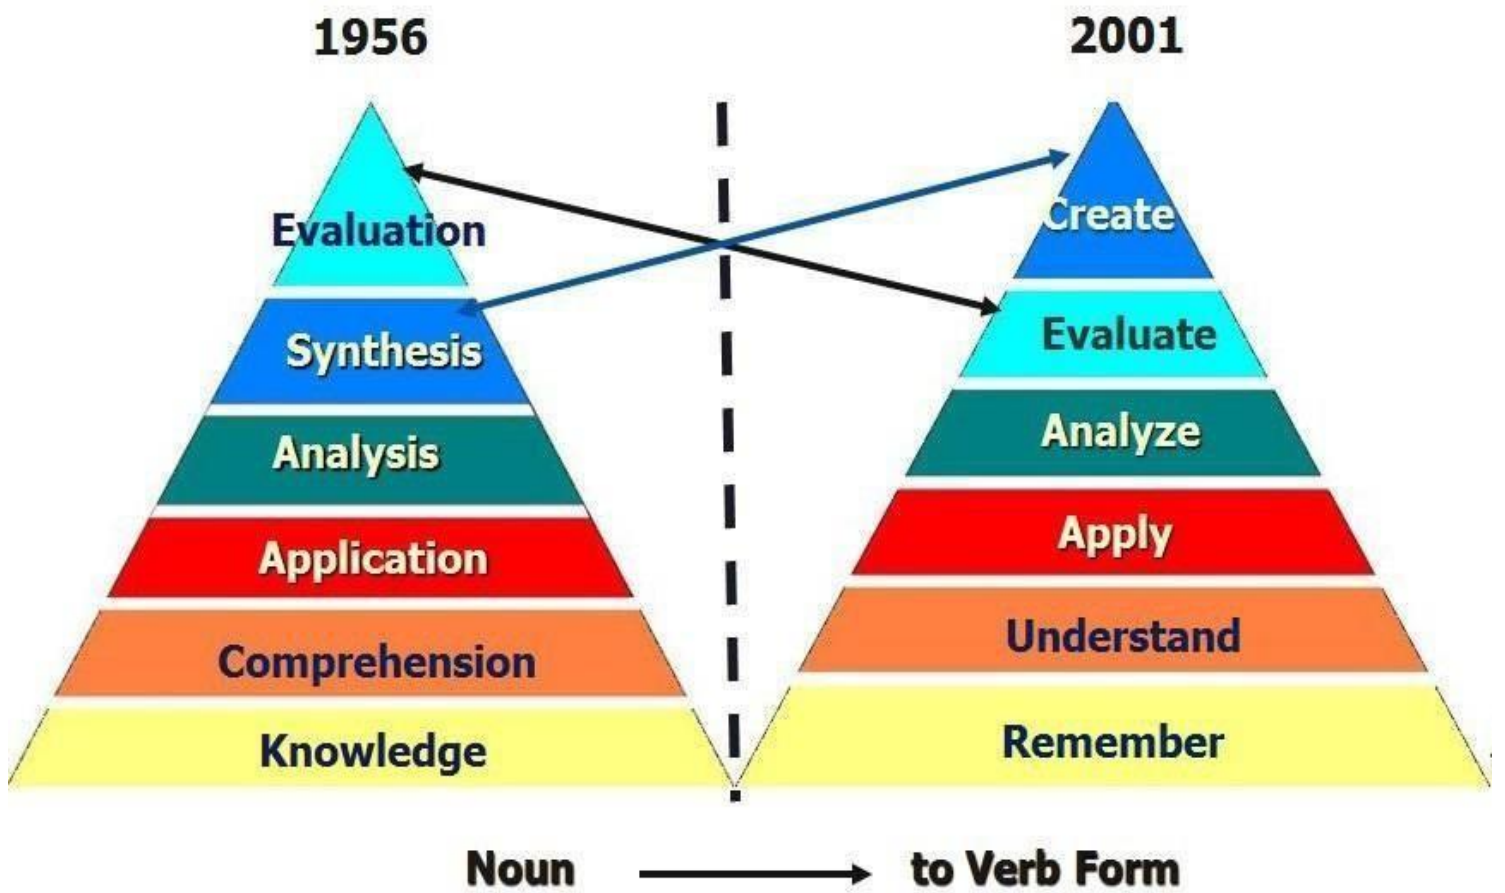 1956
Evaluation
Synthesis
Analysis
Application
Comprehension
Knowledge
2001
Create
Evaluate
Analyze
Apply
Understand
Remember
Noun to Verb Form